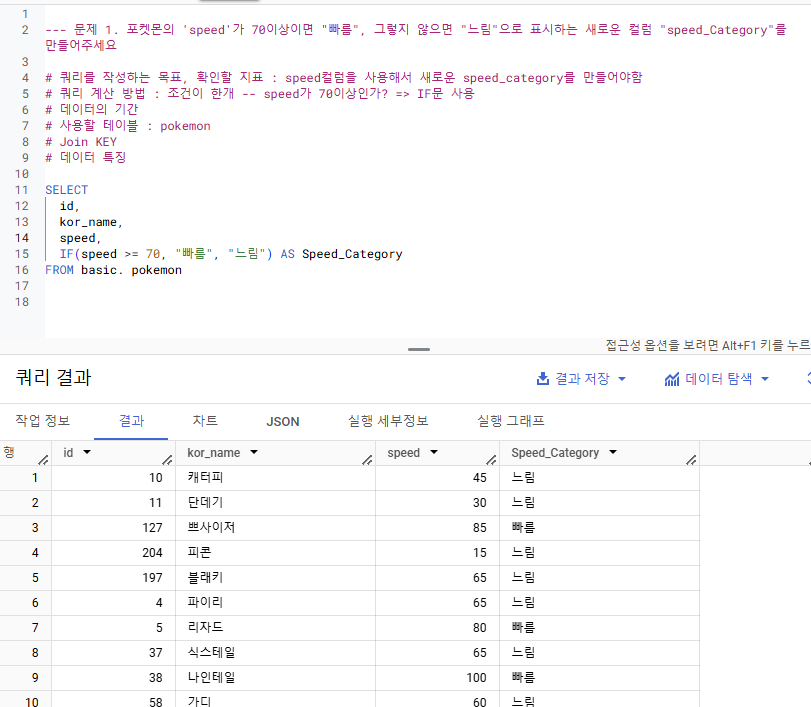 1
2 --- 문제 1. 포켓몬의 'speed'가 70이상이면 "빠름", 그렇지 않으면 "느림"으로 표시하는 새로운 컬럼 "speed_Category"를
만들어주세요
3
4 # 쿼리를 작성하는 목표, 확인할 지표 : speed컬럼을 사용해서 새로운 speed_category를 만들어야함
5 # 쿼리 계산 방법 : 조건이 한개 -- speed가 70이상인가? => IF문 사용
6 # 데이터의 기간
7 # 사용할 테이블 : pokemon
8 # Join KEY
9 # 데이터 특징
10
11 SELECT
12 id,
13 kor_name,
14 speed,
15 IF(speed >= 70, "빠름", "느림") AS Speed_Category
16 FROM basic. pokemon
17
18
접근성 옵션을 보려면 Alt+F1 키를 누르
쿼리 결과 결과 저장 데이터 탐색
작업 정보 결과 차트 JSON 실행 세부정보 실행 그래프
행 id kor_name speed Speed_Category
1 10 캐터피 45 느림
2 11 단데기 30 느림
3 127 쁘사이저 85 빠름
4 204 피콘 15 느림
5 197 블래키 65 느림
6 4 파이리 65 느림
7 5 리자드 80 빠름
8 37 식스테일 65 느림
9 38 나인테일 100 빠름
10 58 가디 60 느림